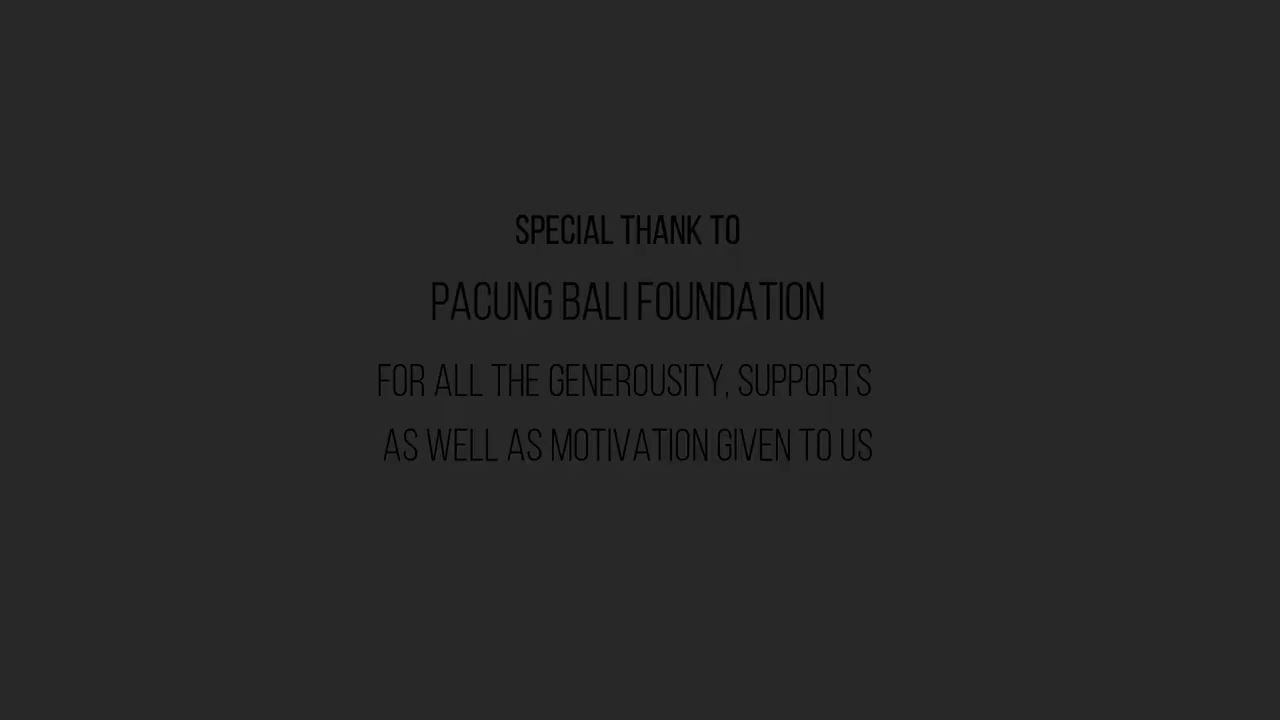 SPECIAL THANK TO
PACUNG BALI FOUNDATION
FOR ALL THE GENEROUSITY, SUPPORTS
AS WELL AS MOTIVATION GIVEN TO US